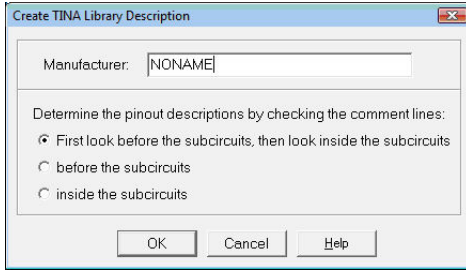 Create TINA Library Description
Manufacturer: NONAME
Determine the pinout descriptions by checking the comment lines:
First look before the subcircuits, then look inside the subcircuits
before the subcircuits
inside the subcircuits
OK Cancel Help